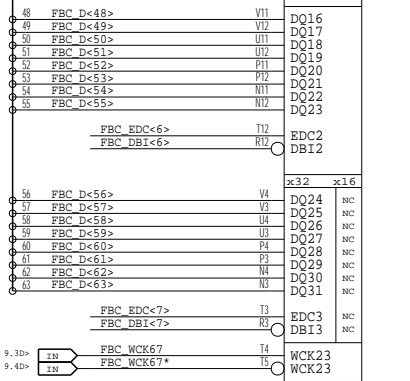 48 FBC_D<48> V11 DQ16
49 FBC_D<49> V12 DQ17
50 FBC_D<50> U11 DQ18
51 FBC_D<51> U12 DQ19
52 FBC_D<52> P11 DQ20
53 FBC_D<53> P12 DQ21
54 FBC_D<54> N11 DQ22
55 FBC_D<55> N12 DQ23
FBC_EDC<6> T12 EDC2
FBC_DBI<6> R12 DBI2
x32 x16
56 FBC_D<56> V4 DQ24 NC
57 FBC_D<57> V3 DQ25 NC
58 FBC_D<58> U4 DQ26 NC
59 FBC_D<59> U3 DQ27 NC
60 FBC_D<60> P4 DQ28 NC
61 FBC_D<61> P3 DQ29 NC
62 FBC_D<62> N4 DQ30 NC
63 FBC_D<63> N3 DQ31 NC
FBC_EDC<7> T3 EDC3 NC
FBC_DBI<7> R3 DBI3 NC
9.3D> IN FBC_WCK67 T4 WCK23
9.4D> IN FBC_WCK67* T5 WCK23